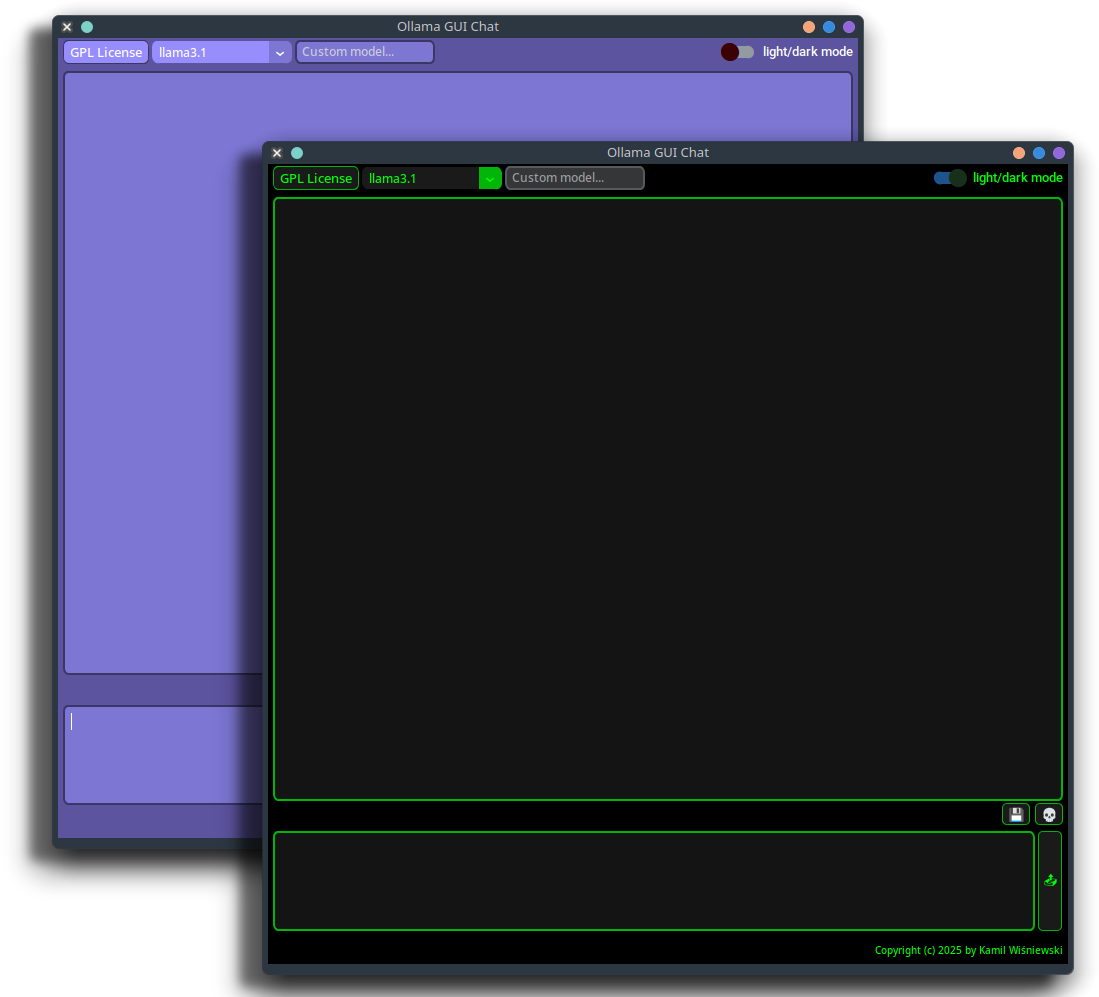 Ollama GUI Chat
GPL License llama3.1 Custom model... light/dark mode
Ollama GUI Chat
GPL License llama3.1 Custom model... light/dark mode
Copyright (c) 2025 by Kamil Wiśniewski